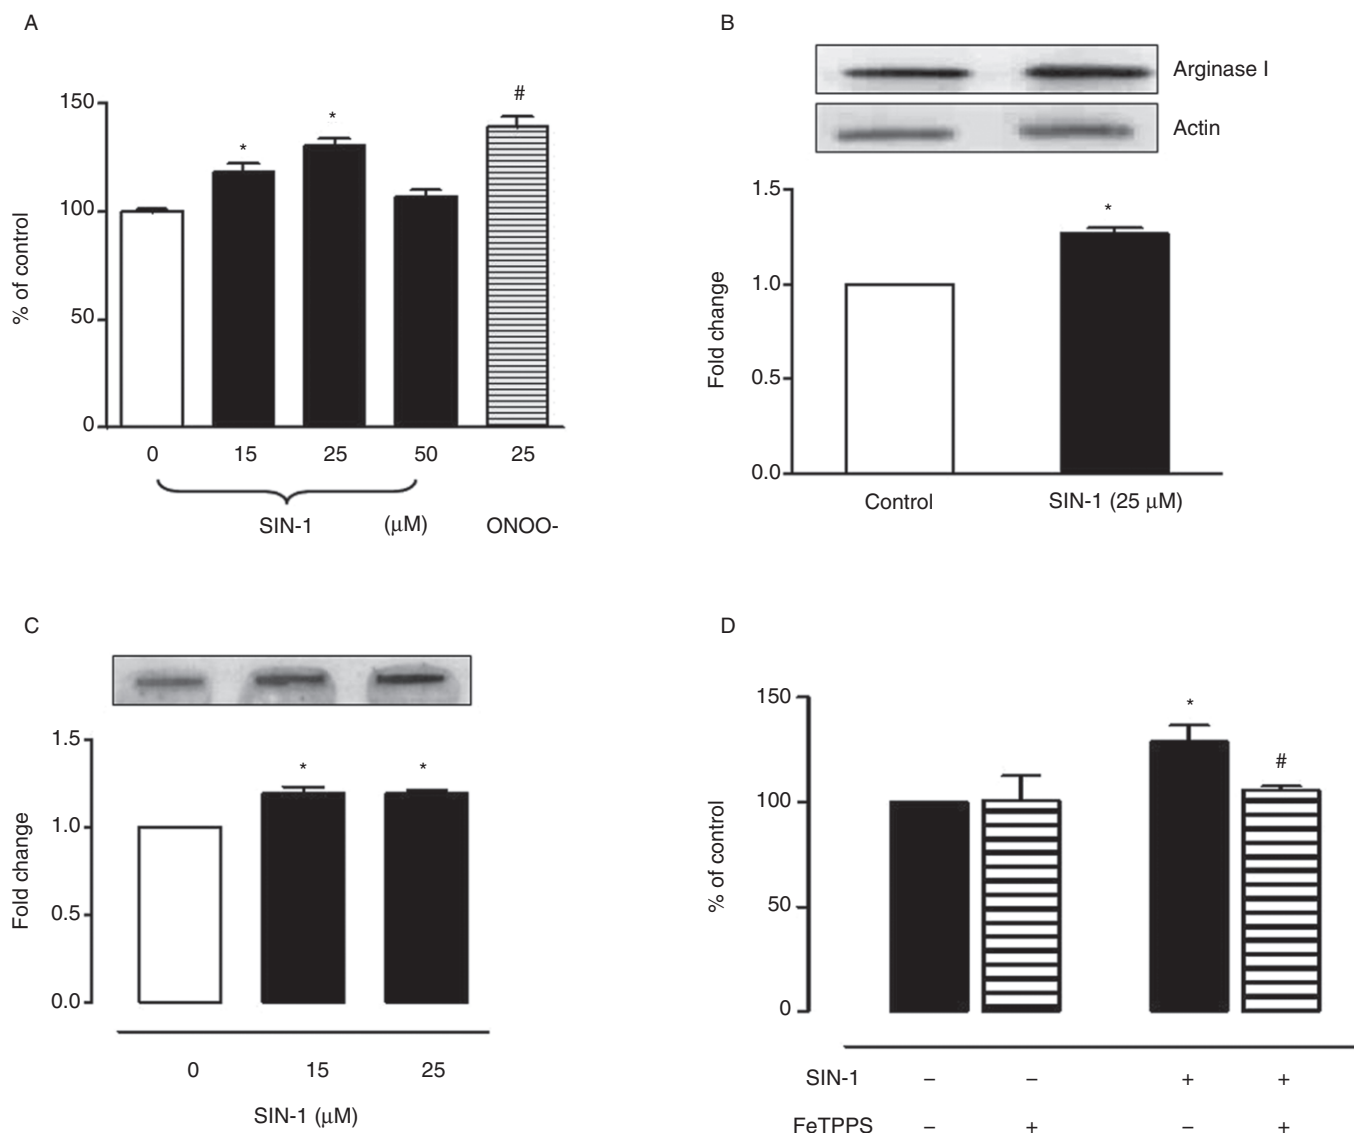 A
% of control
150
100
50
0
* * #
0 15 25 50 25
SIN-1 (μM) ONOO-
B
Arginase I
Actin
Fold change
1.5
1.0
0.5
0.0
*
Control SIN-1 (25 μM)
C
Fold change
1.5
1.0
0.5
0.0
* *
0 15 25
SIN-1 (μM)
D
% of control
150
100
50
0
* #
SIN-1 – – + +
FeTPPS – + – +